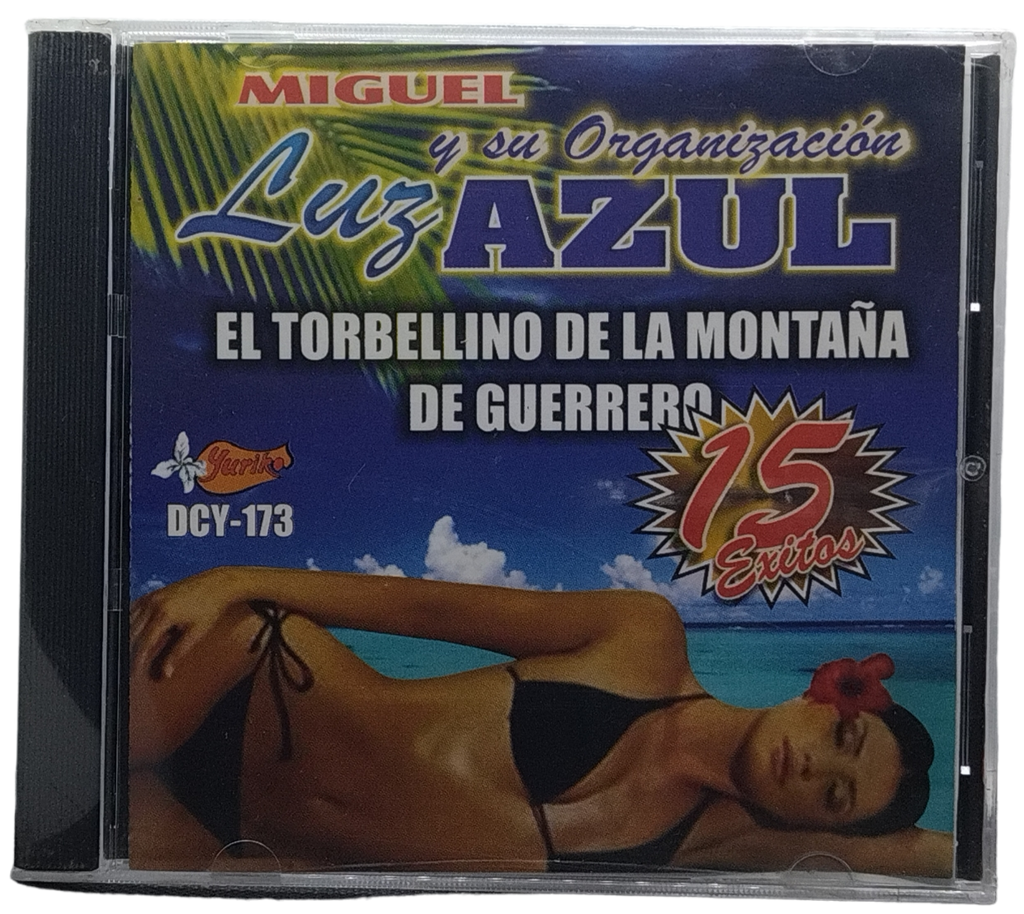 MIGUEL
y su Organización
Luz AZUL
EL TORBELLINO DE LA MONTAÑA
DE GUERRERO
15
Exitos
Yuriko
DCY-173